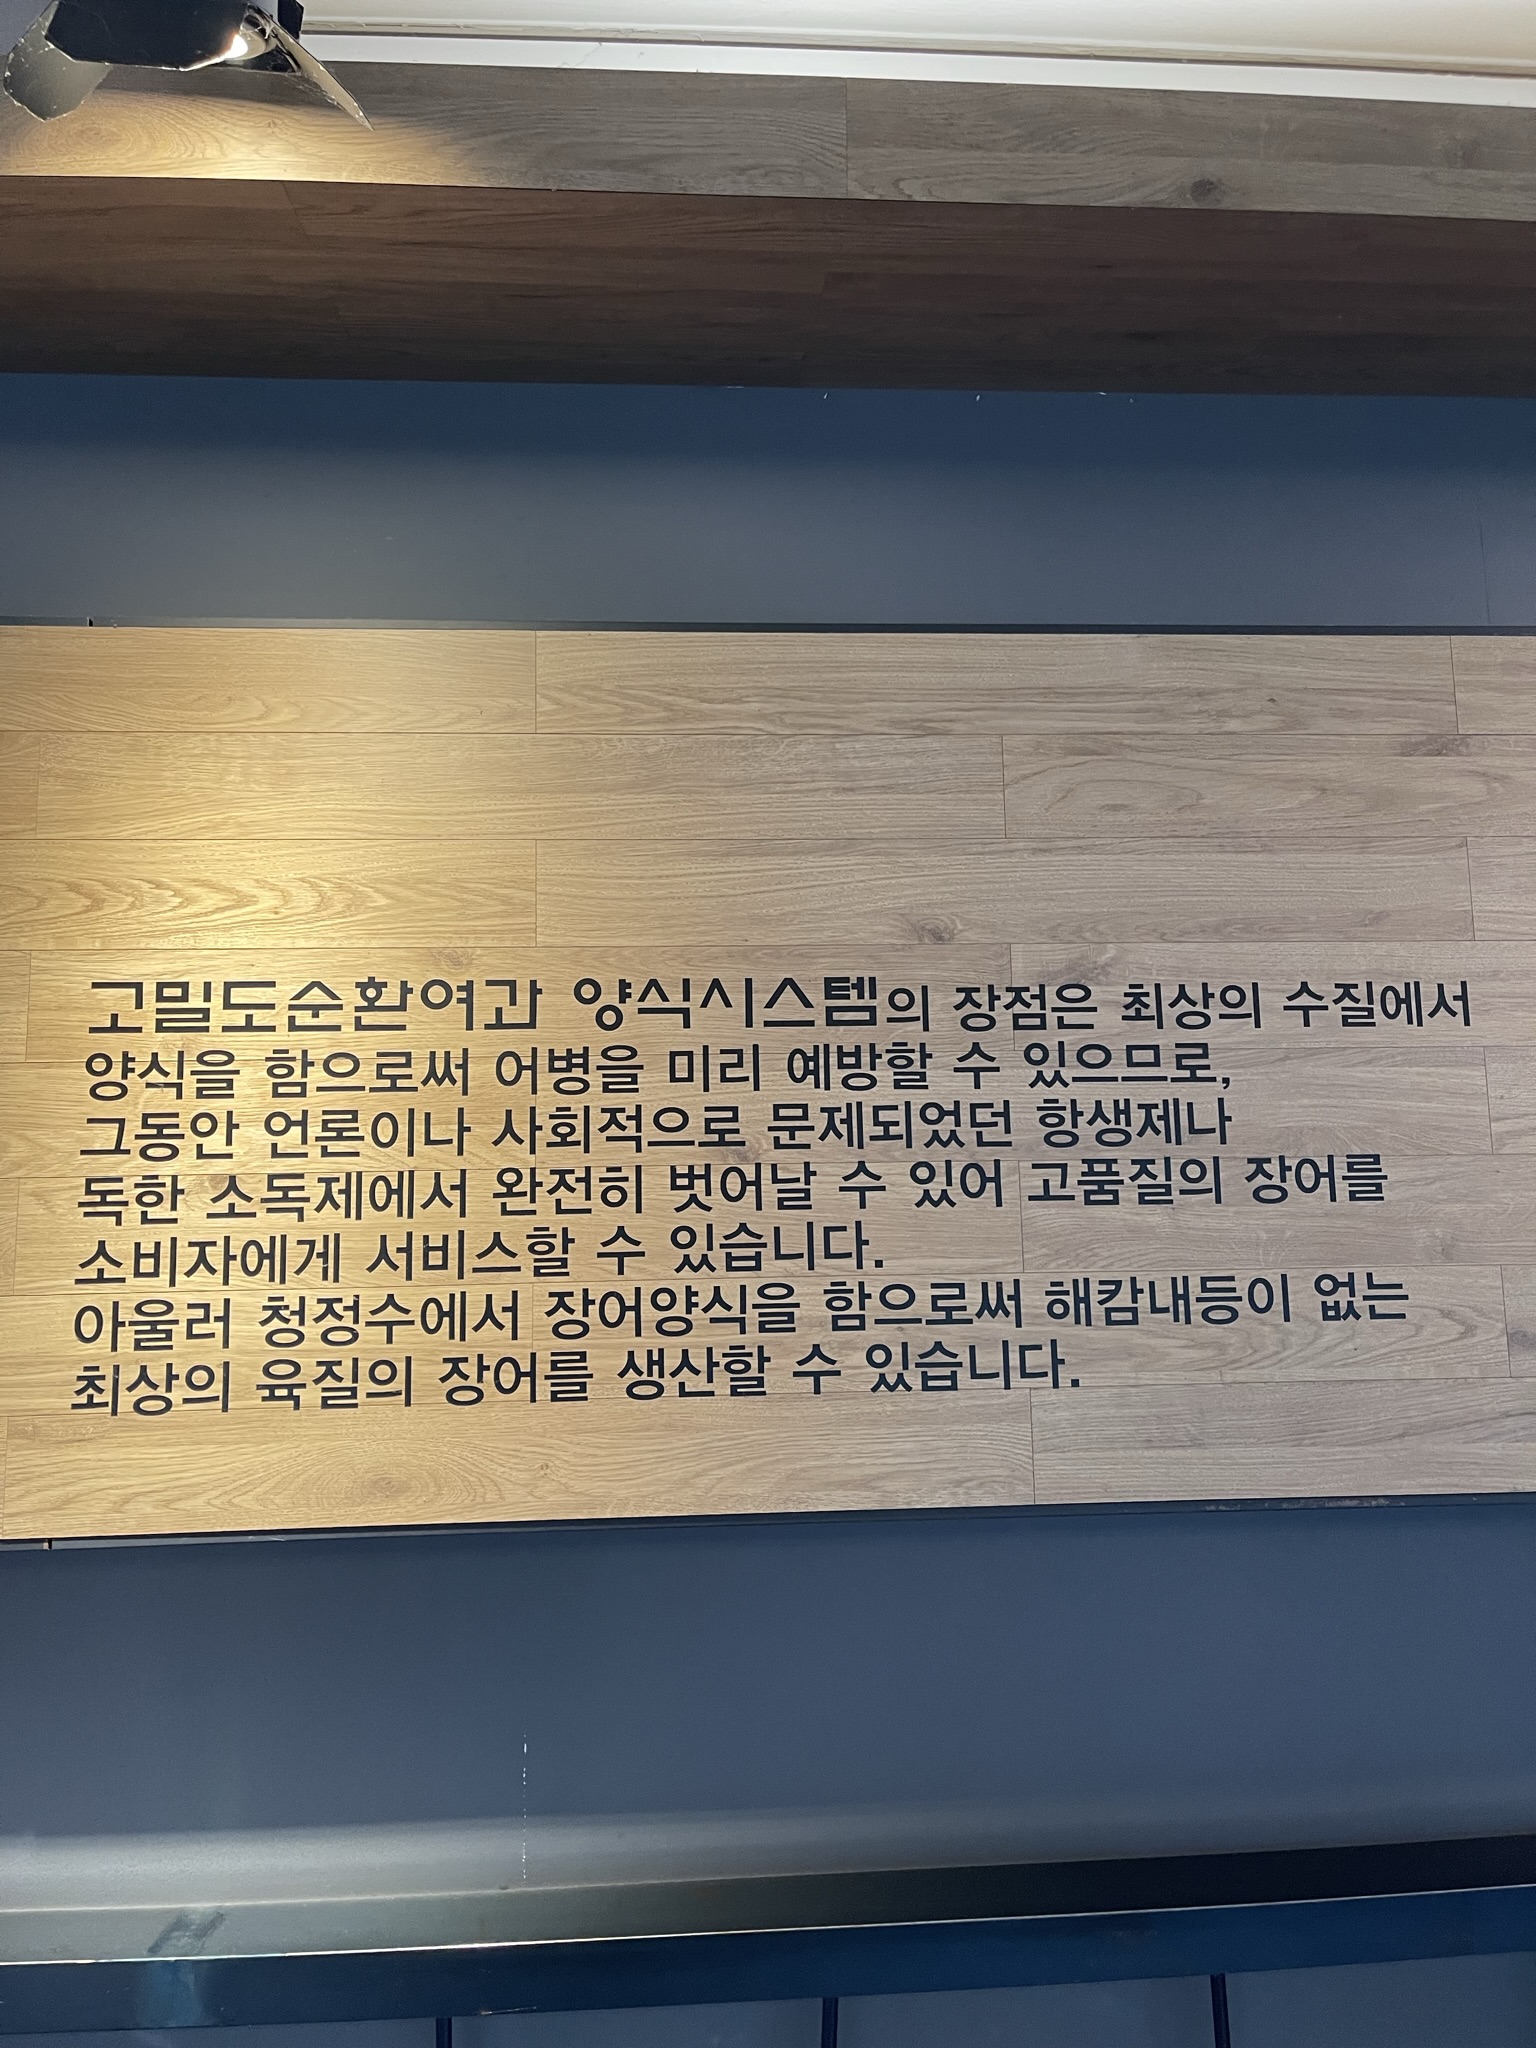 고밀도순환여과 양식시스템의 장점은 최상의 수질에서
양식을 함으로써 어병을 미리 예방할 수 있으므로,
그동안 언론이나 사회적으로 문제되었던 항생제나
독한 소독제에서 완전히 벗어날 수 있어 고품질의 장어를
소비자에게 서비스할 수 있습니다.
아울러 청정수에서 장어양식을 함으로써 해캄내등이 없는
최상의 육질의 장어를 생산할 수 있습니다.